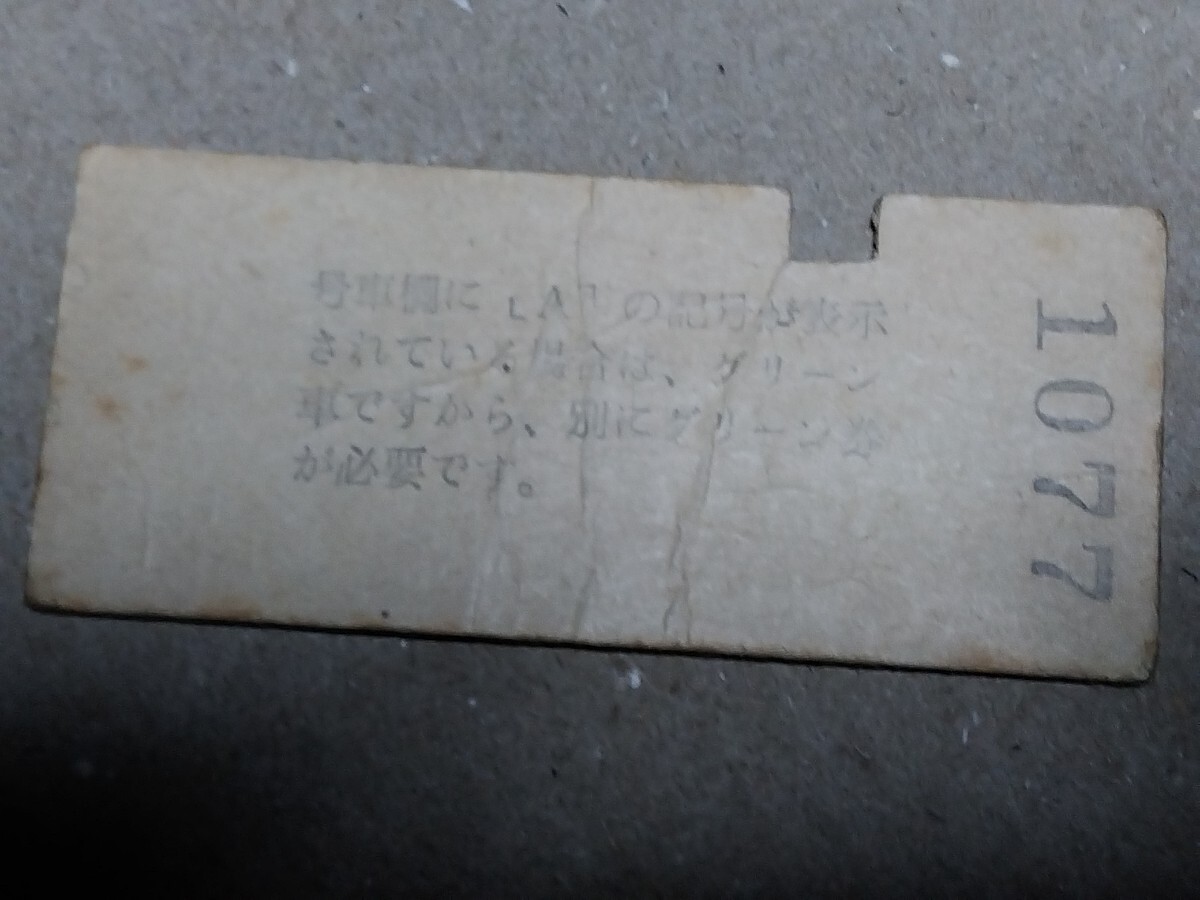 号車欄に「A」の記号が表示
されている場合は、グリーン
車ですから、別にグリーン券
が必要です。
1077